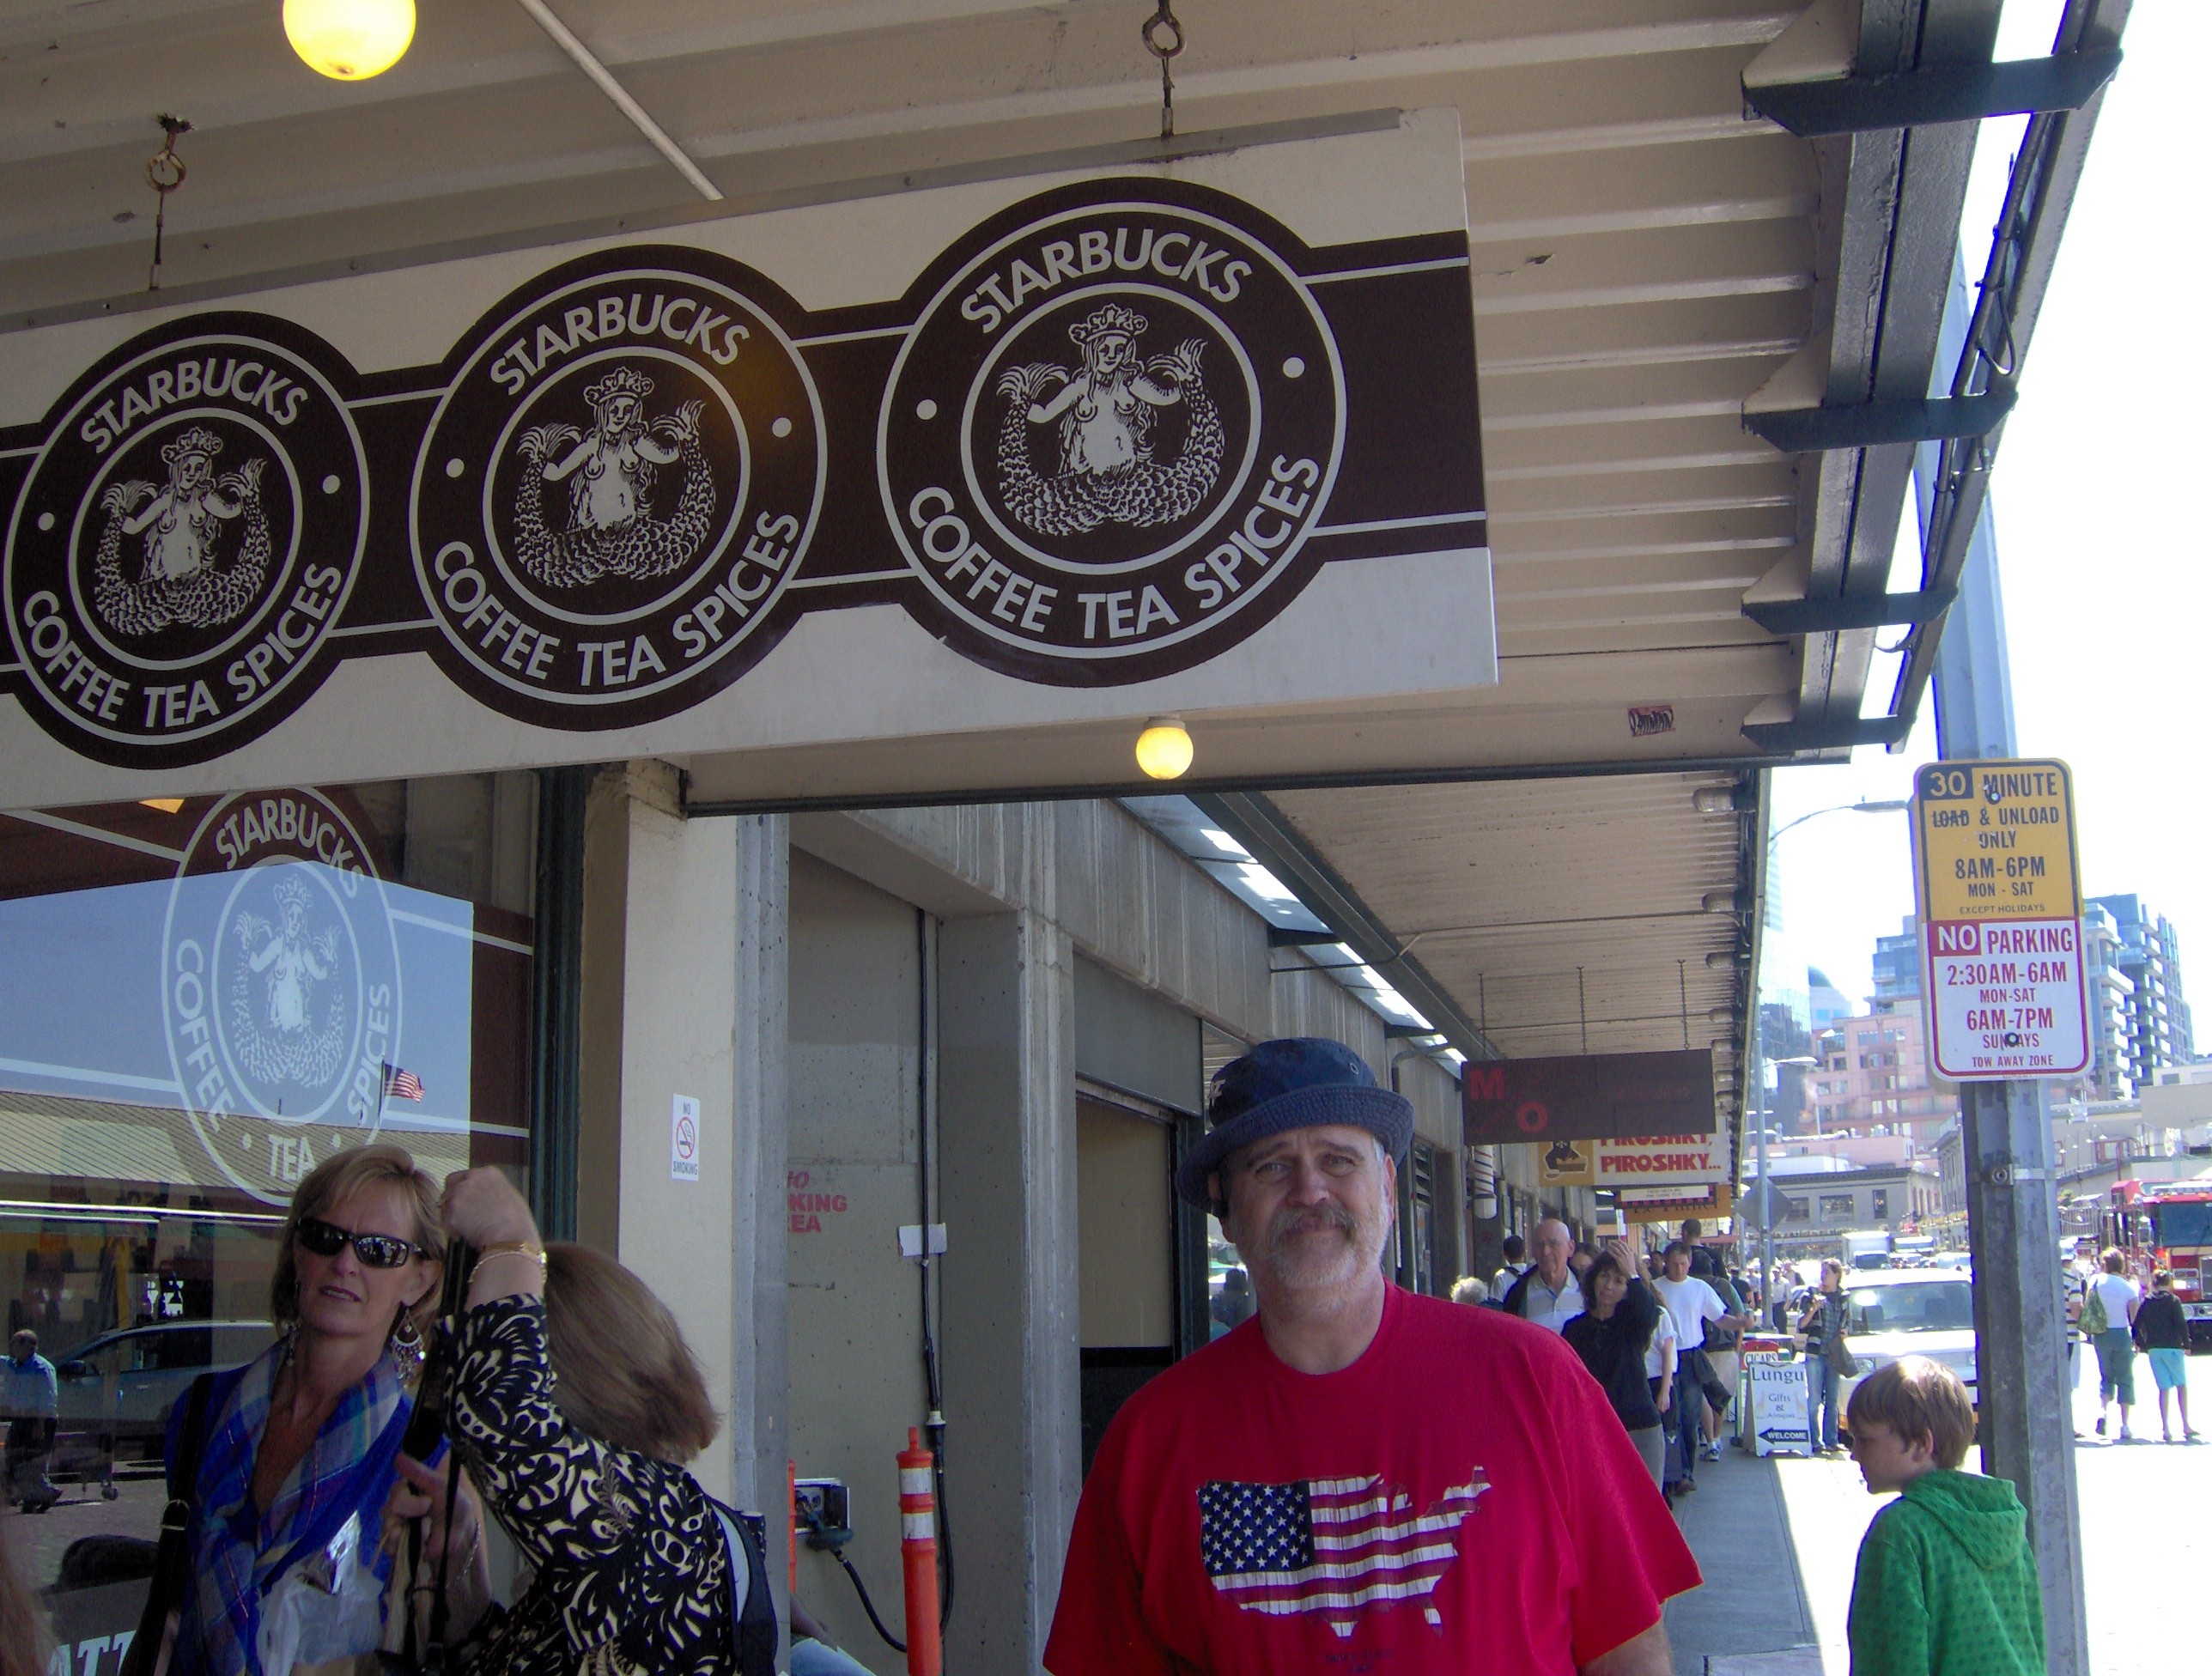 STARBUCKS
COFFEE TEA SPICES
STARBUCKS
COFFEE TEA SPICES
STARBUCKS
COFFEE TEA SPICES
STARBUCKS
COFFEE • TEA • SPICES
30 MINUTE
LOAD & UNLOAD
ONLY
8AM-6PM
MON - SAT
EXCEPT HOLIDAYS
NO PARKING
2:30AM-6AM
MON-SAT
6AM-7PM
SUNDAYS
TOW AWAY ZONE
NO
SMOKING
PIROSHKY,
PIROSHKY...
CIGARS
Lungu
Gifts
&
WELCOME